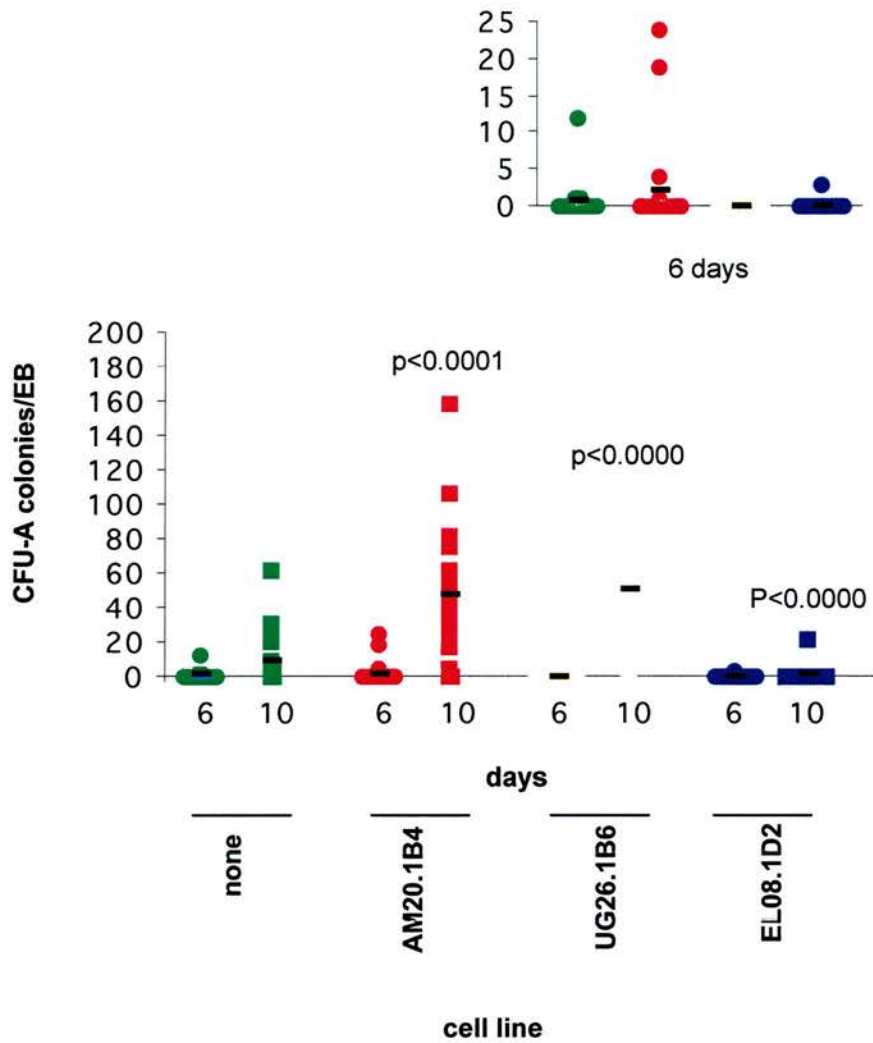 25
20
15
10
5
0
6 days
CFU-A colonies/EB
200
180
160
140
120
100
80
60
40
20
0
p<0.0001
p<0.0000
P<0.0000
6 10 6 10 6 10 6 10
days
none
AM20.1B4
UG26.1B6
EL08.1D2
cell line